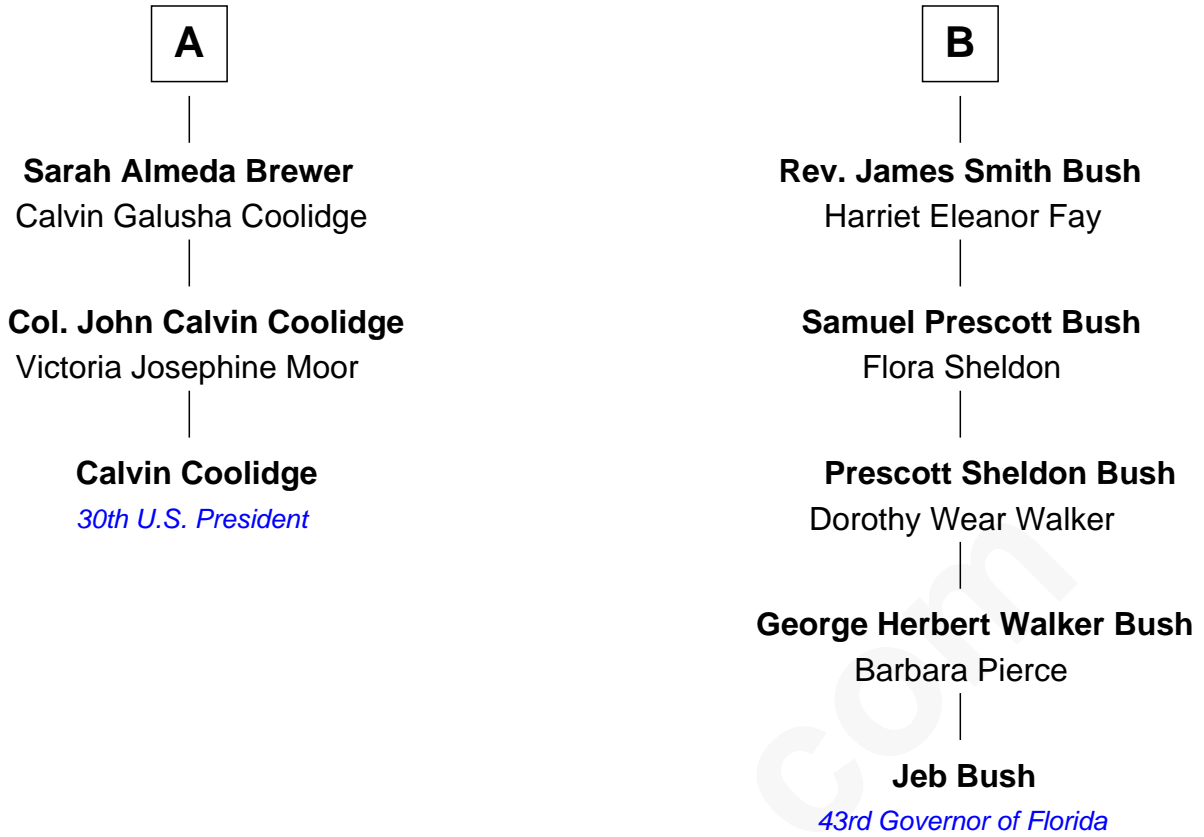 A
Sarah Almeda Brewer
Calvin Galusha Coolidge
Col. John Calvin Coolidge
Victoria Josephine Moor
Calvin Coolidge
30th U.S. President
B
Rev. James Smith Bush
Harriet Eleanor Fay
Samuel Prescott Bush
Flora Sheldon
Prescott Sheldon Bush
Dorothy Wear Walker
George Herbert Walker Bush
Barbara Pierce
Jeb Bush
43rd Governor of Florida
com